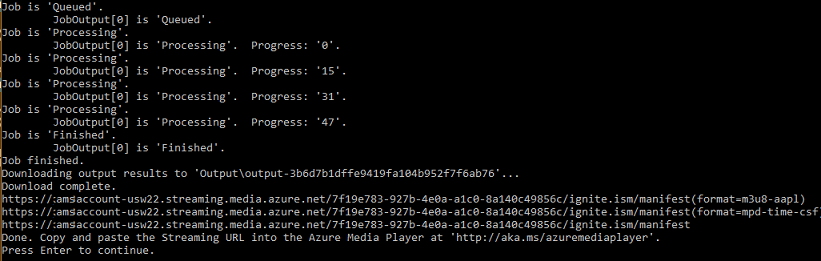 Job is 'Queued'.
JobOutput[0] is 'Queued'.
Job is 'Processing'.
JobOutput[0] is 'Processing'.  Progress: '0'.
Job is 'Processing'.
JobOutput[0] is 'Processing'.  Progress: '15'.
Job is 'Processing'.
JobOutput[0] is 'Processing'.  Progress: '31'.
Job is 'Processing'.
JobOutput[0] is 'Processing'.  Progress: '47'.
Job is 'Finished'.
JobOutput[0] is 'Finished'.
Job finished.
Downloading output results to 'Output\output-3b6d7b1dffe9419fa104b952f7f6ab76'...
Download complete.
https://:amsaccount-usw22.streaming.media.azure.net/7f19e783-927b-4e0a-a1c0-8a140c49856c/ignite.ism/manifest(format=m3u8-aapl)
https://:amsaccount-usw22.streaming.media.azure.net/7f19e783-927b-4e0a-a1c0-8a140c49856c/ignite.ism/manifest(format=mpd-time-csf)
https://:amsaccount-usw22.streaming.media.azure.net/7f19e783-927b-4e0a-a1c0-8a140c49856c/ignite.ism/manifest
Done. Copy and paste the Streaming URL into the Azure Media Player at 'http://aka.ms/azuremediaplayer'.
Press Enter to continue.